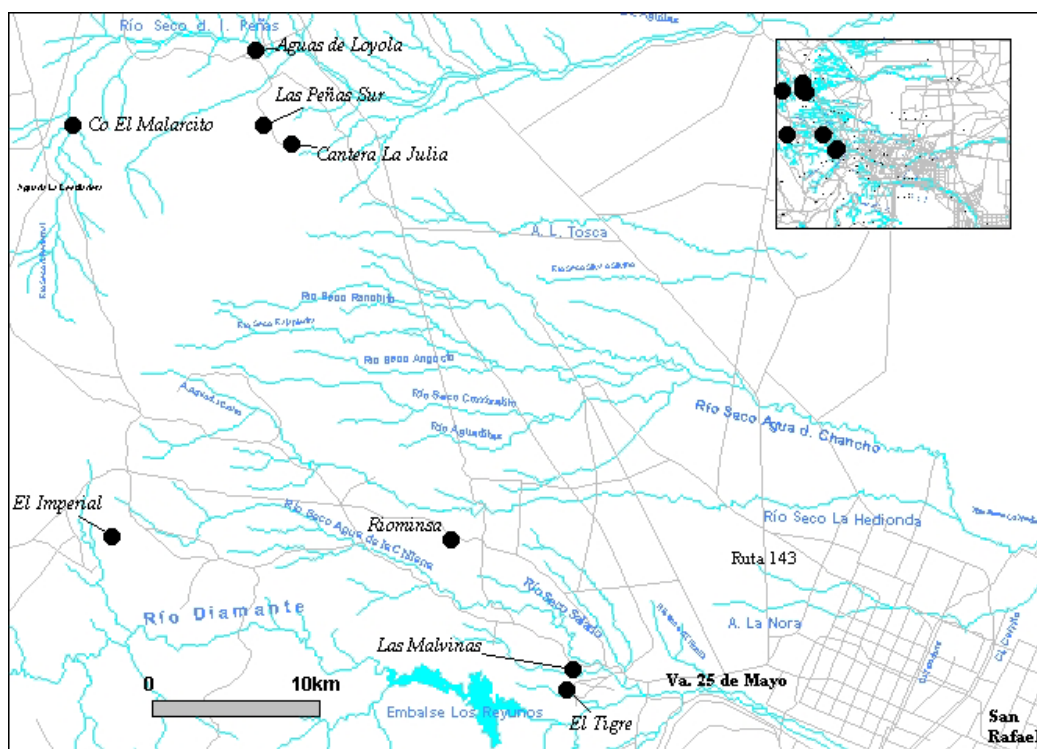 Río Seco d. l. Peñas
Aguas de Loyola
Las Peñas Sur
Co El Malarcito
Cantera La Julia
A. L. Tosca
Río Seco Ranchito
Río Seco Angosto
Río Seco Agua d. Chancho
Río Aguaditas
El Imperial
Río Seco Agua de la Chilena
Riominsa
Río Seco La Hedionda
Ruta 143
Río Diamante
Río Seco Salado
A. La Nora
Las Malvinas
0 10km
Va. 25 de Mayo
Embalse Los Reyunos
El Tigre
San
Rafael